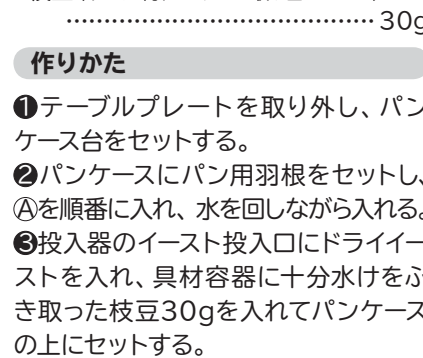 …………………………………… 30g
作りかた
❶テーブルプレートを取り外し、パン
ケース台をセットする。
❷パンケースにパン用羽根をセットし、
Ⓐを順番に入れ、水を回しながら入れる。
❸投入器のイースト投入口にドライイー
ストを入れ、具材容器に十分水けをふ
き取った枝豆30gを入れてパンケース
の上にセットする。